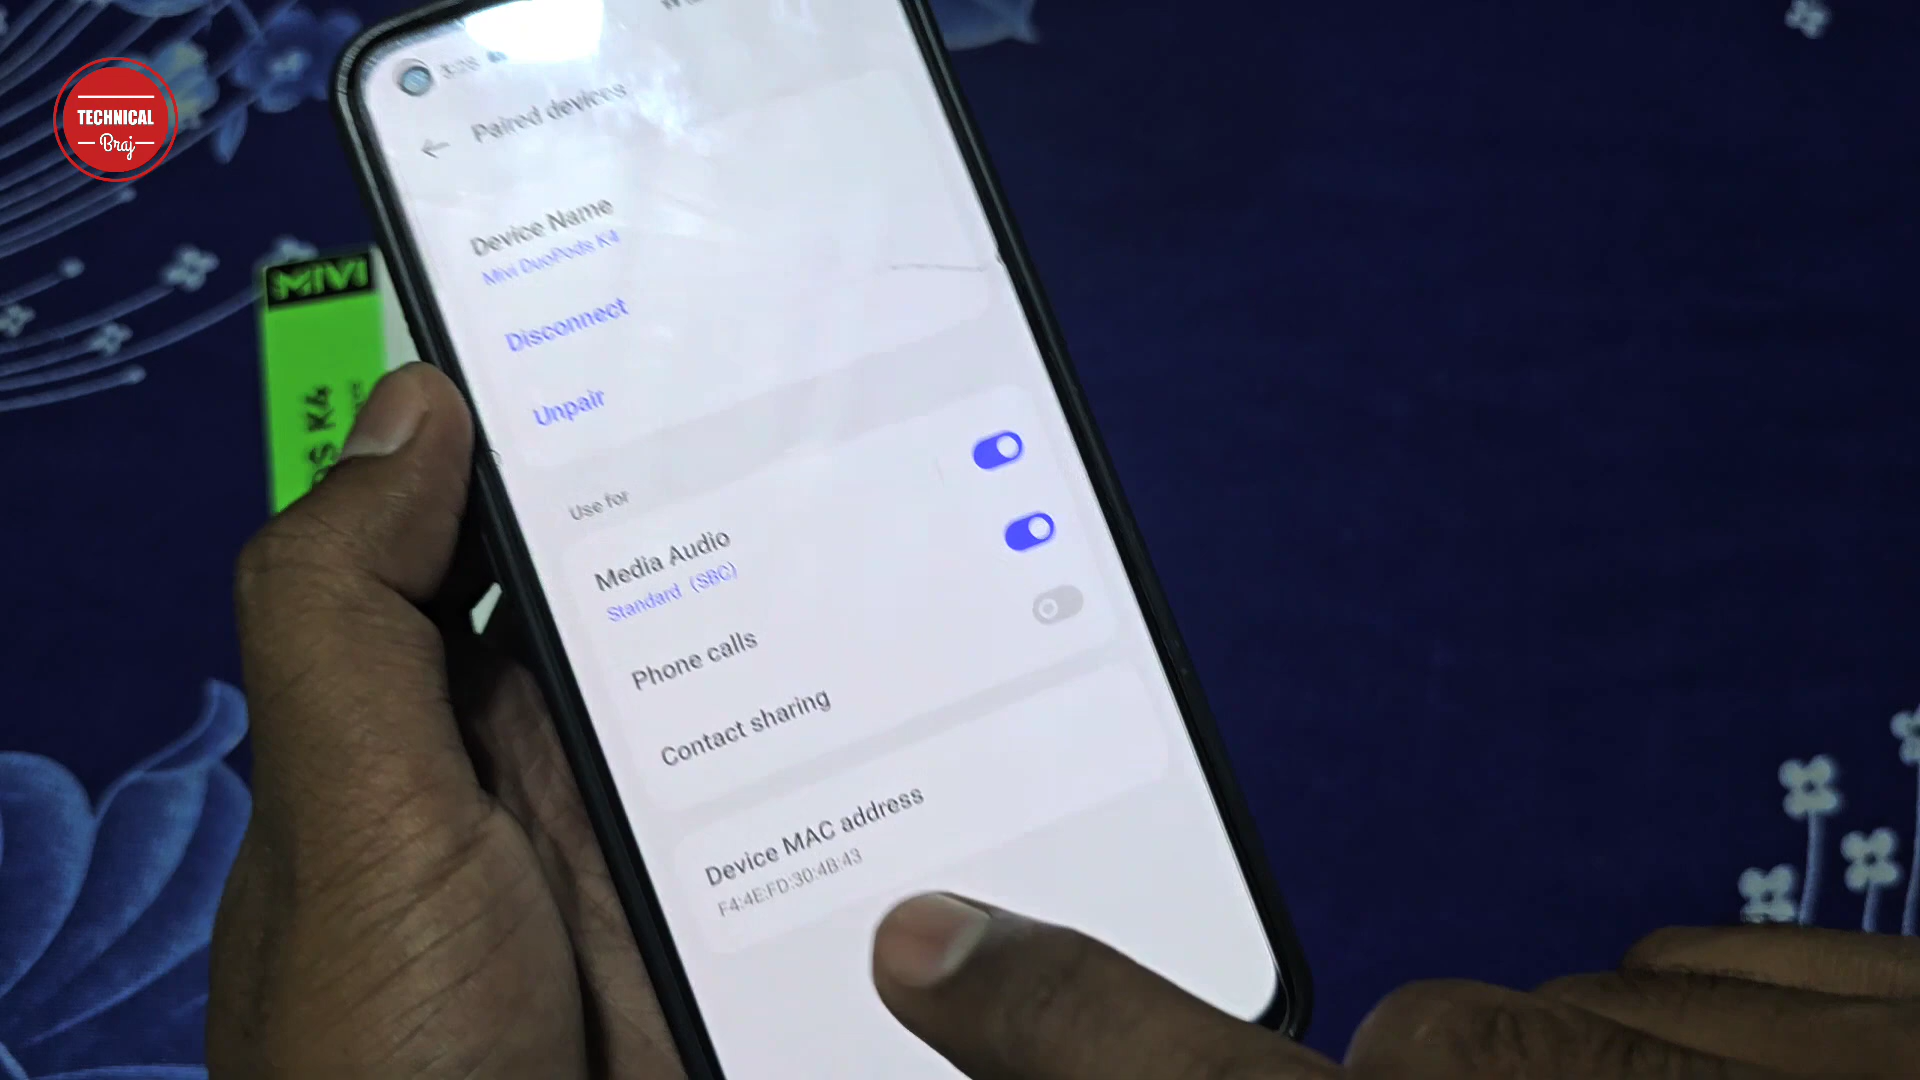 TECHNICAL
Braj
Paired devices
Device Name
Mivi DuoPods K4
Disconnect
Unpair
Use for
Media Audio
Standard (SBC)
Phone calls
Contact sharing
Device MAC address
F4:4E:FD:30:4B:43
MIVI
K4